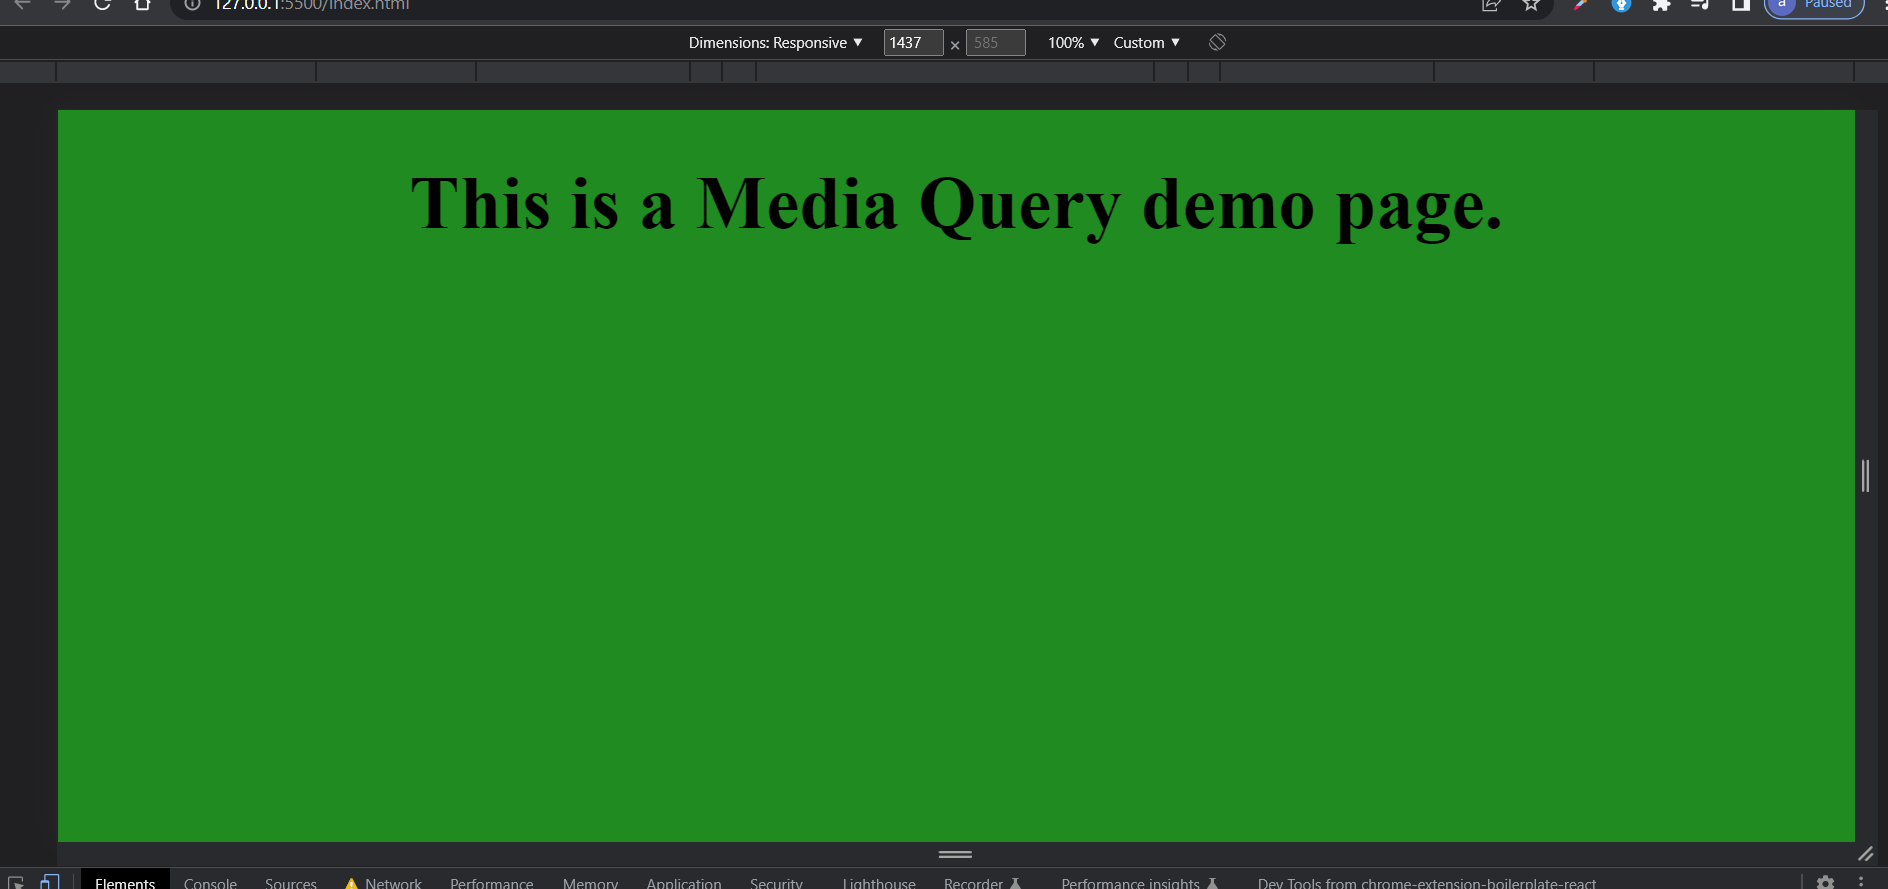 127.0.0.1:5500/index.html
a Paused
Dimensions: Responsive ▼ 1437 × 585 100% ▼ Custom ▼
This is a Media Query demo page.
Elements Console Sources Network Performance Memory Application Security Lighthouse Recorder Performance insights Dev Tools from chrome-extension-boilerplate-react